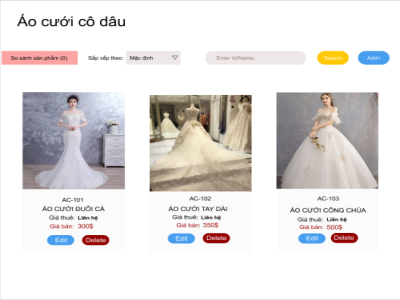 Áo cưới cô dâu
So sánh sản phẩm (0)
Sắp sếp theo: Mặc định
Enter Id/Name...
Search
Add+
AC-101
ÁO CƯỚI ĐUÔI CÁ
Giá thuê: Liên hệ
Giá bán: 300$
Edit Delete
AC-102
ÁO CƯỚI TAY DÀI
Giá thuê: Liên hệ
Giá bán: 350$
Edit Delete
AC-103
ÁO CƯỚI CÔNG CHÚA
Giá thuê: Liên hệ
Giá bán: 500$
Edit Delete